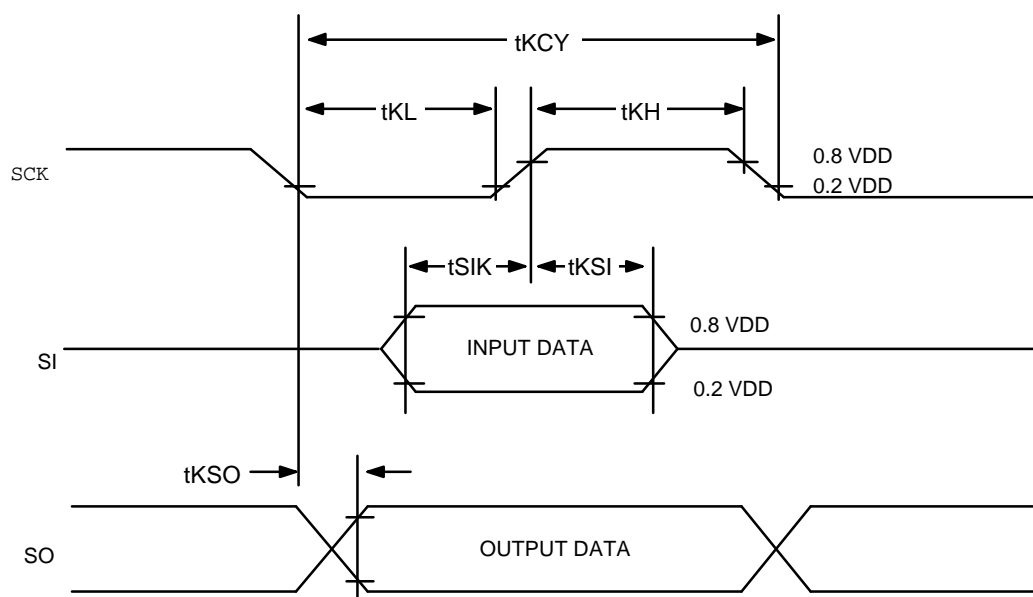 tKCY
tKL
tKH
SCK
0.8 VDD
0.2 VDD
tSIK
tKSI
SI
INPUT DATA
0.8 VDD
0.2 VDD
tKSO
SO
OUTPUT DATA